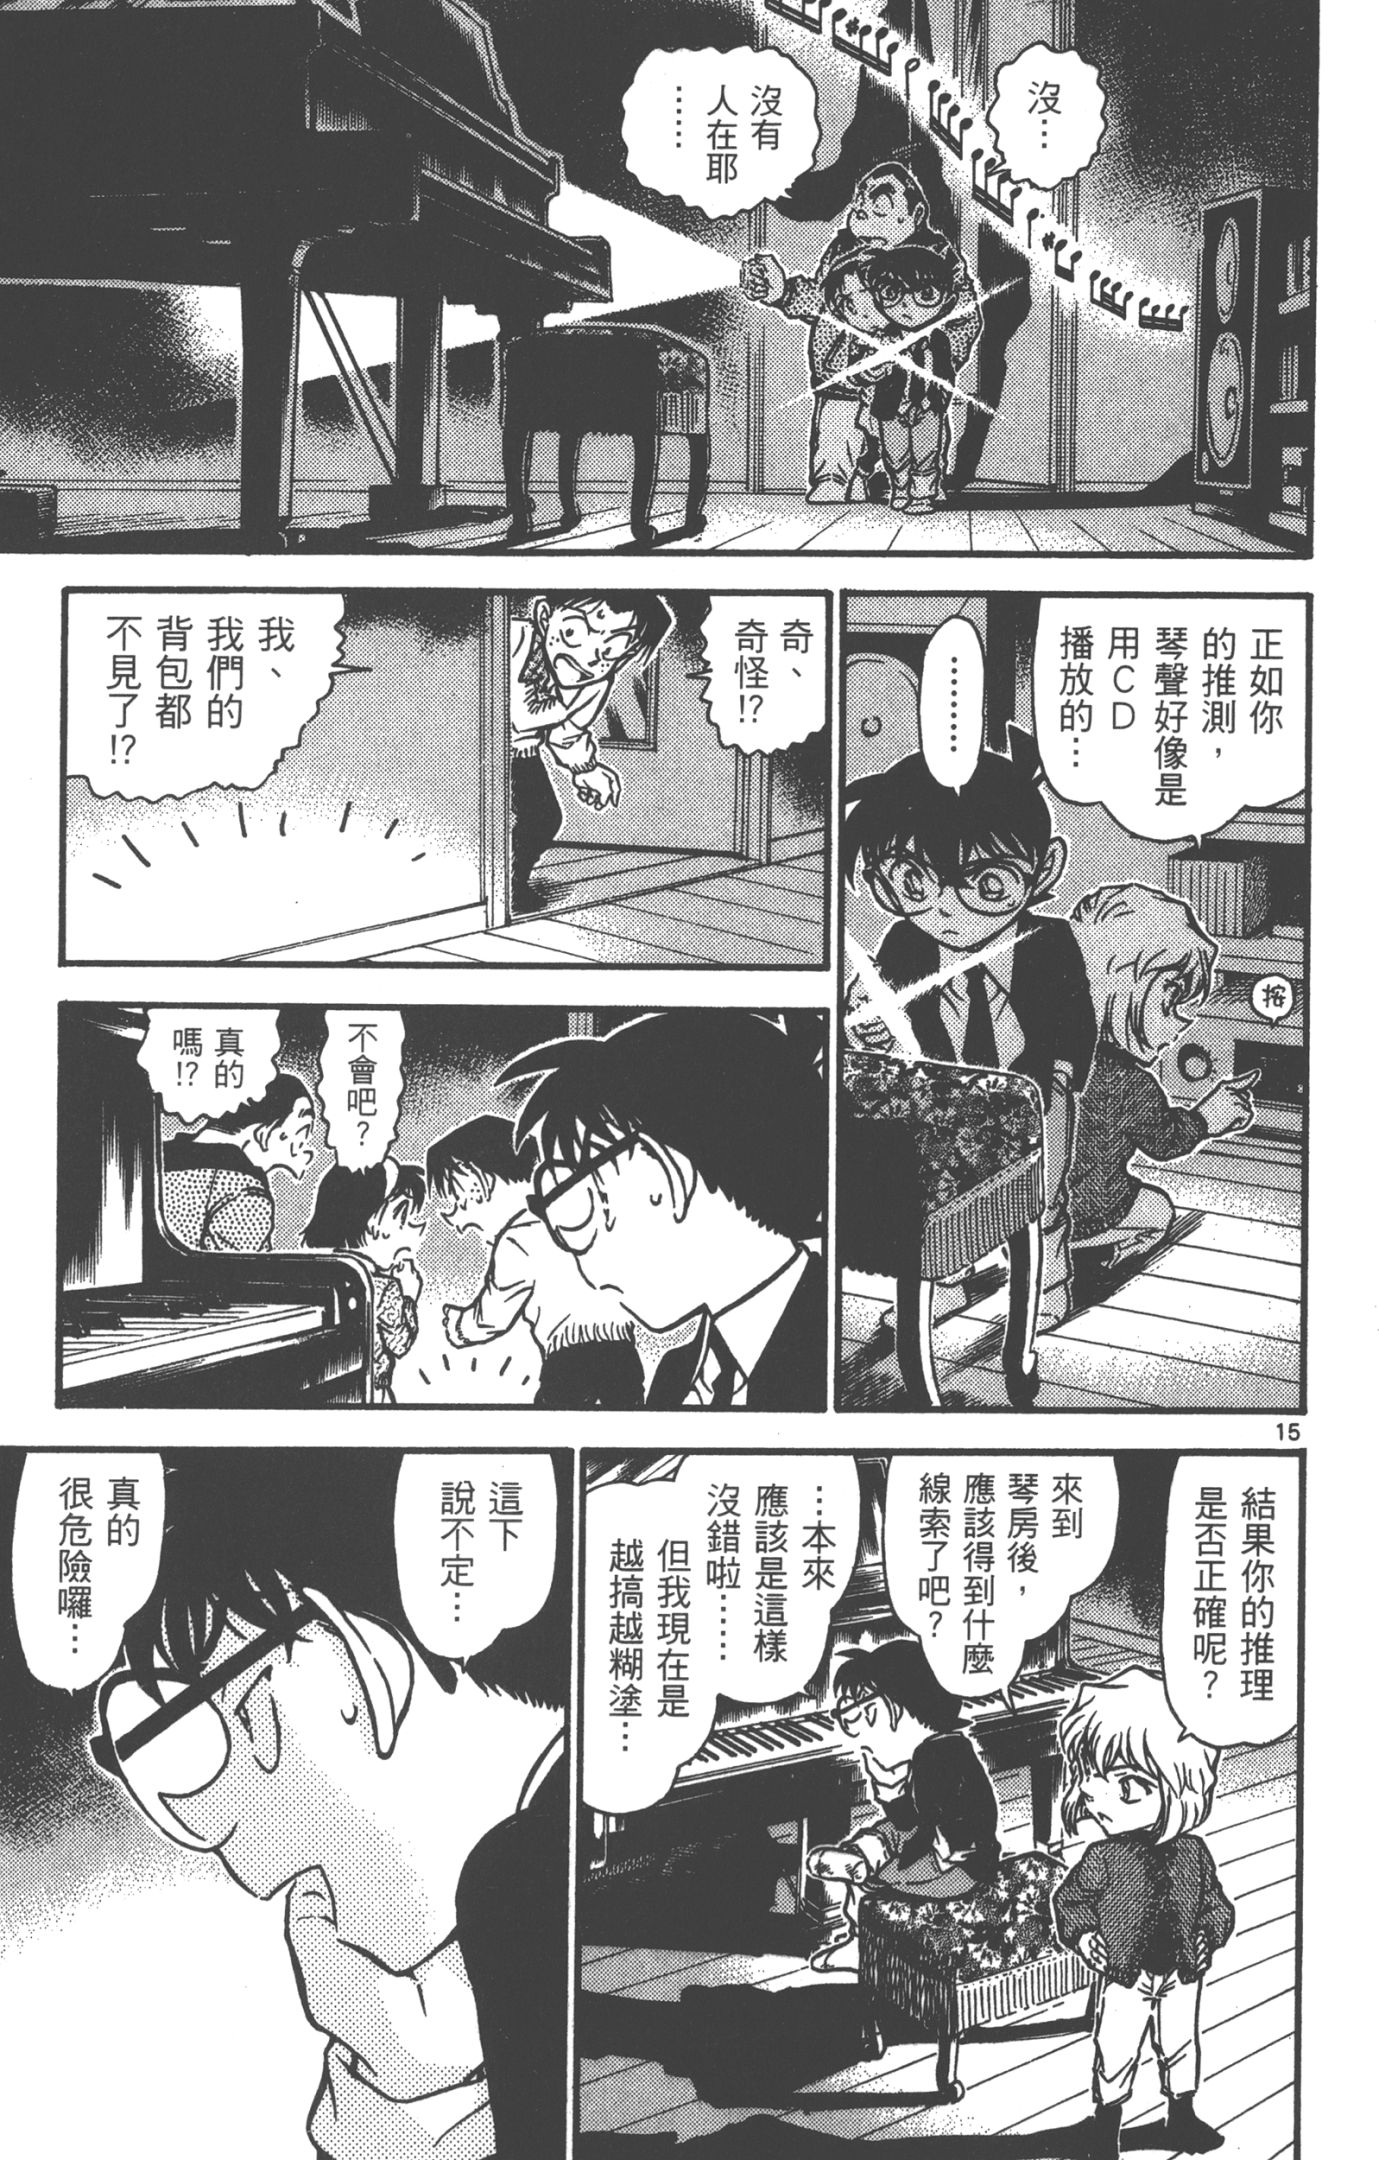 沒…
沒有
人在耶
……
正如你
的推測，
琴聲好像是
用CD
播放的…
………
按
奇、
奇怪!?
我、
我們的
背包都
不見了!?
不會吧?
真的
嗎!?
15
結果你的推理
是否正確呢?
來到
琴房後，
應該得到什麼
線索了吧?
…本來
應該是這樣
沒錯啦……
但我現在是
越搞越糊塗…
這下
說不定…
真的
很危險囉…